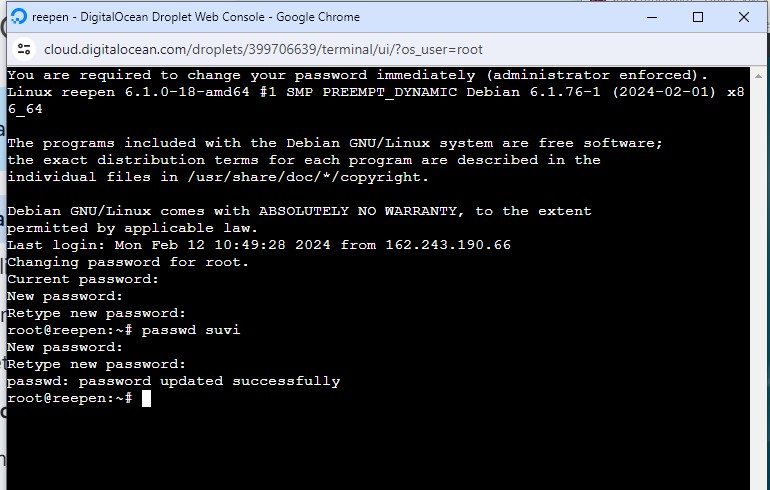 reepen - DigitalOcean Droplet Web Console - Google Chrome
cloud.digitalocean.com/droplets/399706639/terminal/ui/?os_user=root
You are required to change your password immediately (administrator enforced).
Linux reepen 6.1.0-18-amd64 #1 SMP PREEMPT_DYNAMIC Debian 6.1.76-1 (2024-02-01) x8
6_64
The programs included with the Debian GNU/Linux system are free software;
the exact distribution terms for each program are described in the
individual files in /usr/share/doc/*/copyright.
Debian GNU/Linux comes with ABSOLUTELY NO WARRANTY, to the extent
permitted by applicable law.
Last login: Mon Feb 12 10:49:28 2024 from 162.243.190.66
Changing password for root.
Current password:
New password:
Retype new password:
root@reepen:~# passwd suvi
New password:
Retype new password:
passwd: password updated successfully
root@reepen:~#